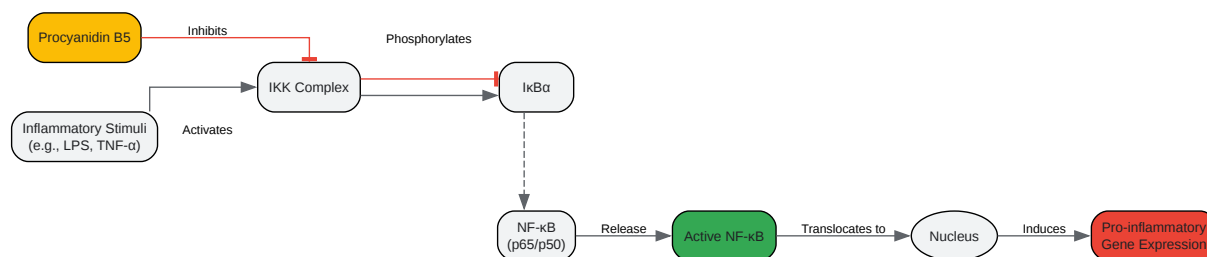 Procyanidin B5
Inhibits
Phosphorylates
IKK Complex
IκBα
Inflammatory Stimuli
(e.g., LPS, TNF-α)
Activates
NF-κB
(p65/p50)
Release
Active NF-κB
Translocates to
Nucleus
Induces
Pro-inflammatory
Gene Expression